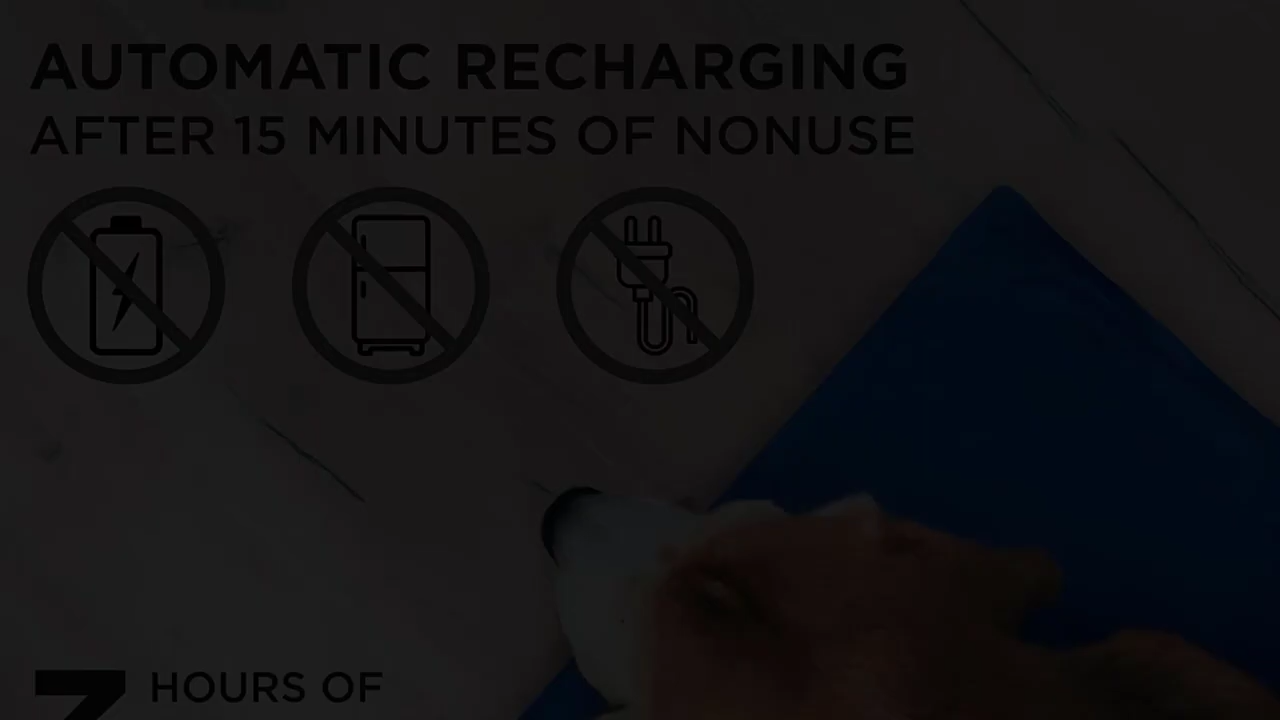 AUTOMATIC RECHARGING
AFTER 15 MINUTES OF NONUSE
HOURS OF